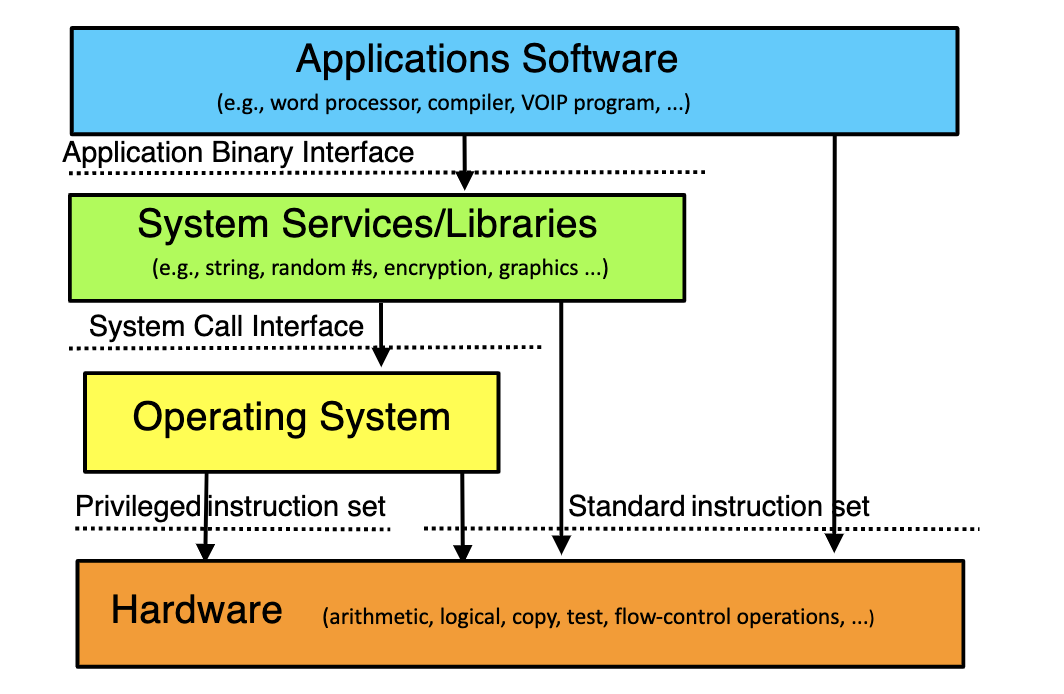 Applications Software
(e.g., word processor, compiler, VOIP program, ...)
Application Binary Interface
System Services/Libraries
(e.g., string, random #s, encryption, graphics ...)
System Call Interface
Operating System
Privileged instruction set
Standard instruction set
Hardware (arithmetic, logical, copy, test, flow-control operations, ...)